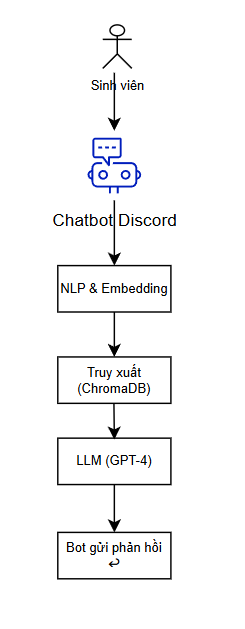 Sinh viên
Chatbot Discord
NLP & Embedding
Truy xuất
(ChromaDB)
LLM (GPT-4)
Bot gửi phản hồi
↩